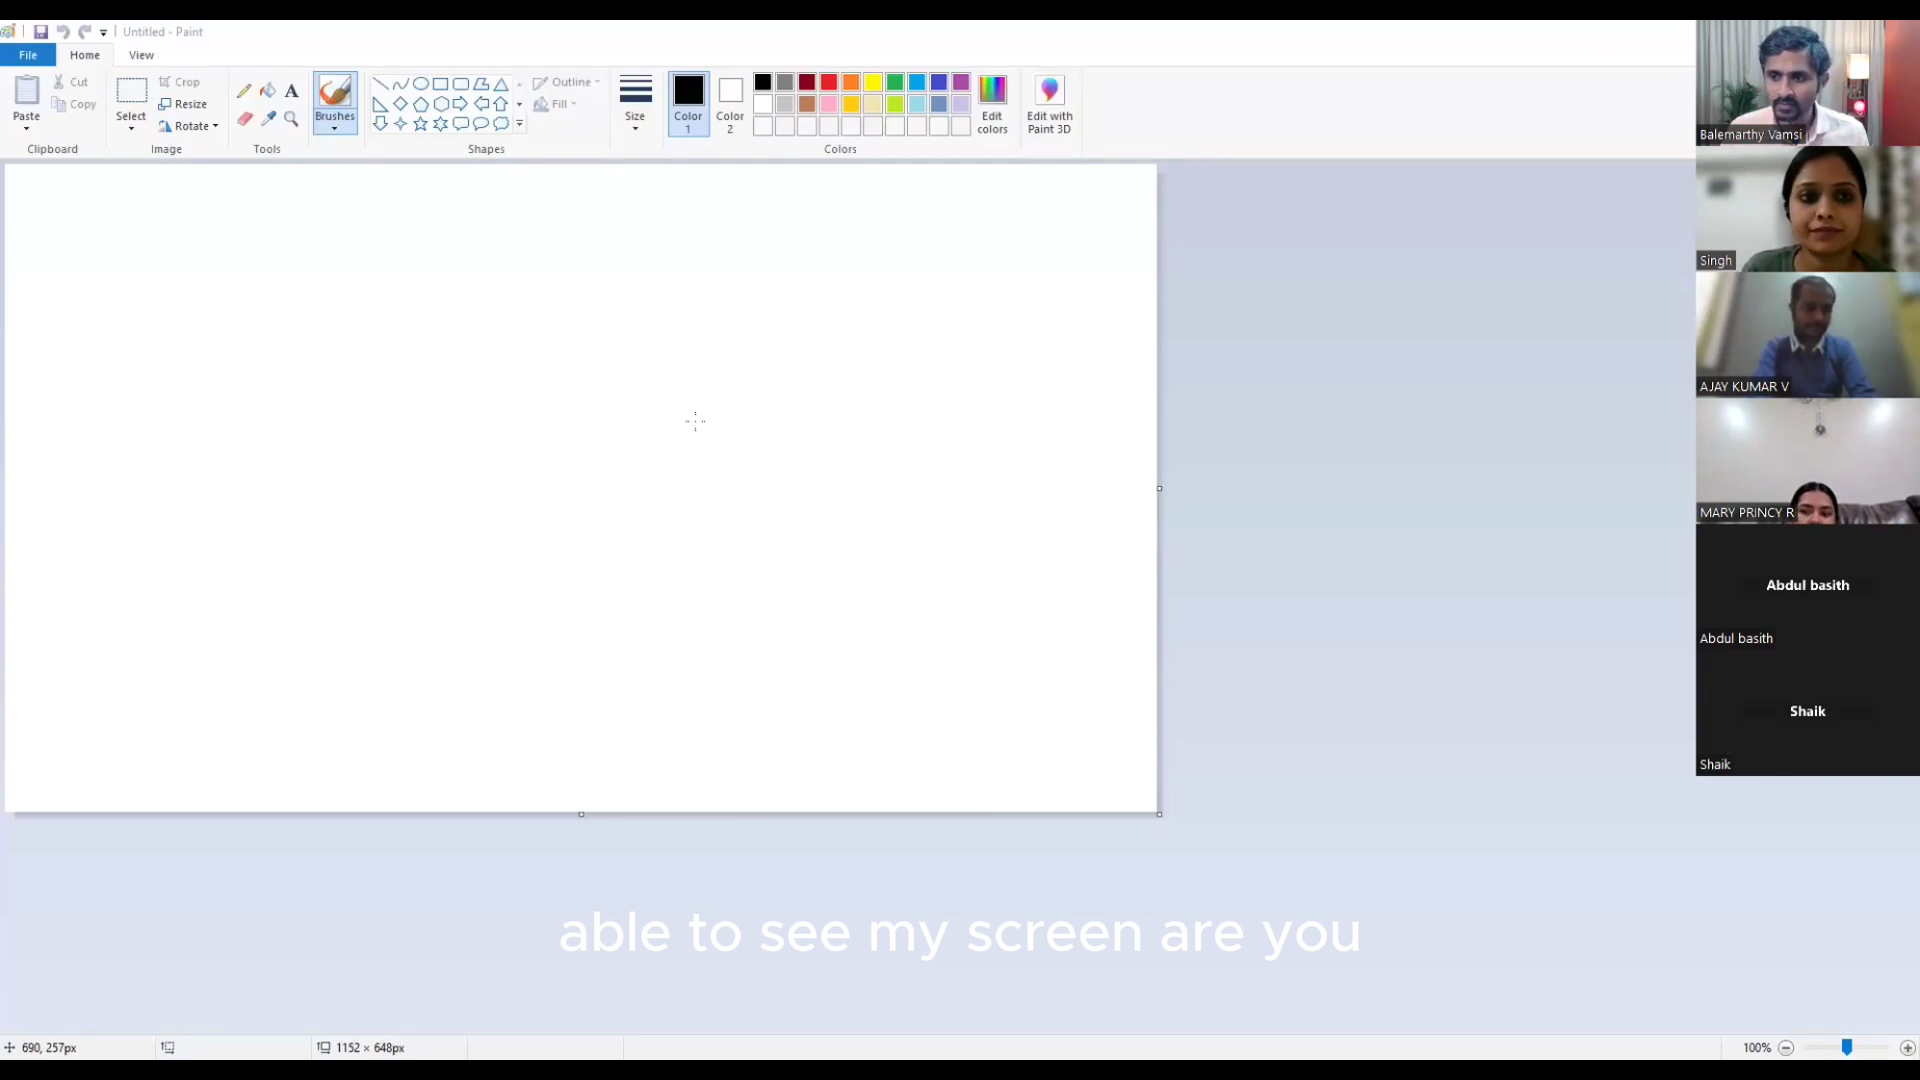 Untitled - Paint
File
Home
View
Paste
Cut
Copy
Clipboard
Select
Crop
Resize
Rotate
Image
A
Tools
Brushes
Shapes
Outline
Fill
Size
Color
1
Color
2
Colors
Edit
colors
Edit with
Paint 3D
Balemarthy Vamsi
Singh
AJAY KUMAR V
MARY PRINCY R
Abdul basith
Abdul basith
Shaik
Shaik
able to see my screen are you
690, 257px
1152 × 648px
100%